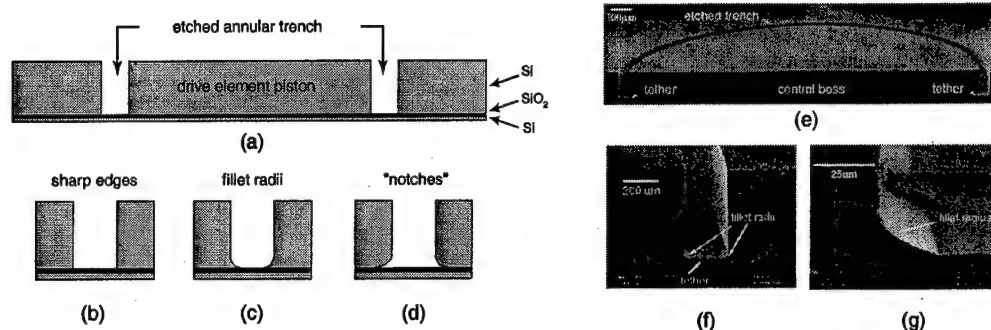 etched annular trench
drive element piston
Si
SiO2
Si
(a)
sharp edges
fillet radii
"notches"
(b)
(c)
(d)
100µm
etched trench
tether
central boss
tether
(e)
200 um
fillet radii
tether
(f)
25um
fillet radius
(g)